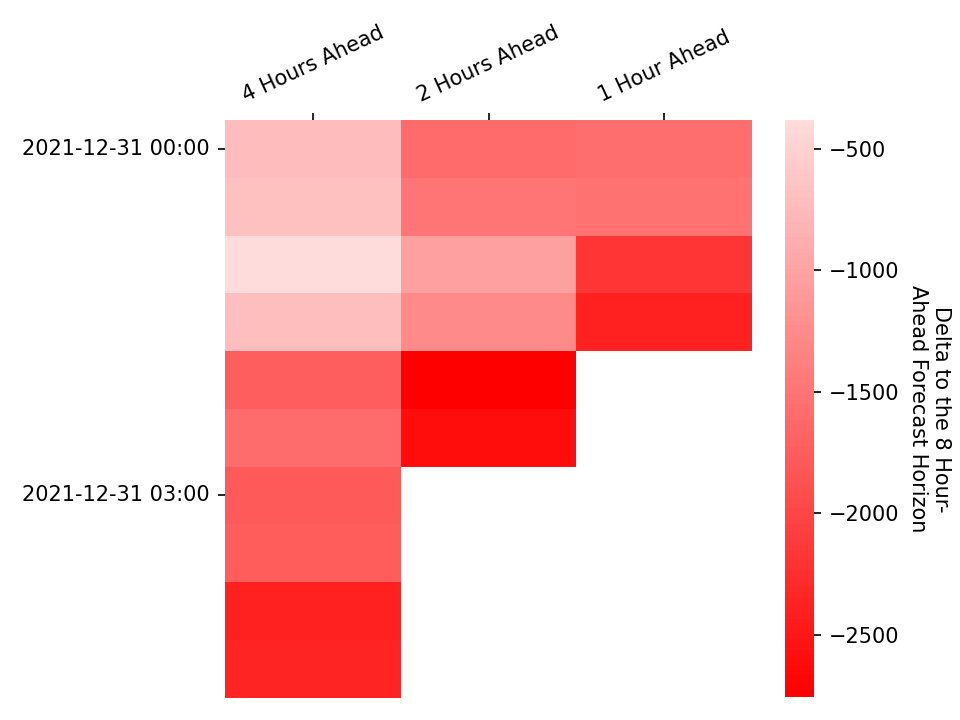 4 Hours Ahead
2 Hours Ahead
1 Hour Ahead
2021-12-31 00:00
2021-12-31 03:00
−500
−1000
−1500
−2000
−2500
Delta to the 8 Hour-
Ahead Forecast Horizon